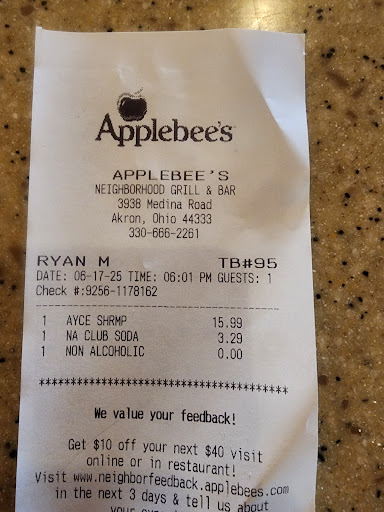 Applebee's
APPLEBEE'S
NEIGHBORHOOD GRILL & BAR
3938 Medina Road
Akron, Ohio 44333
330-666-2261
RYAN M TB#95
DATE: 06-17-25 TIME: 06:01 PM GUESTS: 1
Check #:9256-1178162
1 AYCE SHRMP 15.99
1 NA CLUB SODA 3.29
1 NON ALCOHOLIC 0.00
****************************************
We value your feedback!
Get $10 off your next $40 visit
online or in restaurant!
Visit www.neighborfeedback.applebees.com
in the next 3 days & tell us about